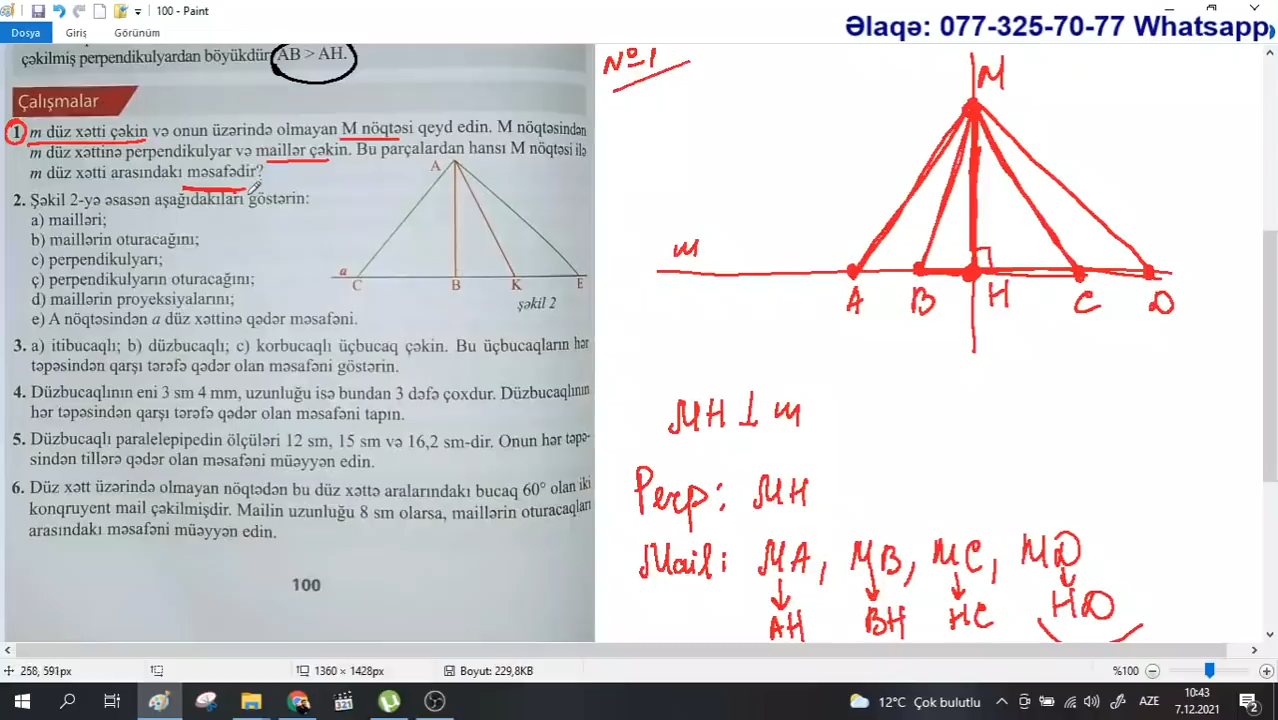 100 - Paint
Əlaqə: 077-325-70-77 Whatsapp
Dosya Giriş Görünüm
çəkilmiş perpendikulyardan böyükdür AB > AH.
Çalışmalar
1 m düz xətti çəkin və onun üzərində olmayan M nöqtəsi qeyd edin. M nöqtəsindən
m düz xəttinə perpendikulyar və maillər çəkin. Bu parçalardan hansı M nöqtəsi ilə
m düz xətti arasındakı məsafədir?
2. Şəkil 2-yə əsasən aşağıdakıları göstərin:
a) mailləri;
b) maillərin oturacağını;
c) perpendikulyarı;
ç) perpendikulyarın oturacağını;
d) maillərin proyeksiyalarını;
e) A nöqtəsindən a düz xəttinə qədər məsafəni.
A
a
C B K E
şəkil 2
3. a) itibucaqlı; b) düzbucaqlı; c) korbucaqlı üçbucaq çəkin. Bu üçbucaqların hər
təpəsindən qarşı tərəfə qədər olan məsafəni göstərin.
4. Düzbucaqlının eni 3 sm 4 mm, uzunluğu isə bundan 3 dəfə çoxdur. Düzbucaqlının
hər təpəsindən qarşı tərəfə qədər olan məsafəni tapın.
5. Düzbucaqlı paralelepipedin ölçüləri 12 sm, 15 sm və 16,2 sm-dir. Onun hər təpə-
sindən tillərə qədər olan məsafəni müəyyən edin.
6. Düz xətt üzərində olmayan nöqtədən bu düz xəttə aralarındakı bucaq 60° olan iki
konqruyent mail çəkilmişdir. Mailin uzunluğu 8 sm olarsa, maillərin oturacaqları
arasındakı məsafəni müəyyən edin.
100
№1
M
m
A B H C D
MH ⊥ m
Perp: MH
Mail: MA, MB, MC, MD
AH BH HC HD
258, 591px
1360 × 1428px
Boyut: 229,8KB
%100
12°C Çok bulutlu
AZE
10:43
7.12.2021
2